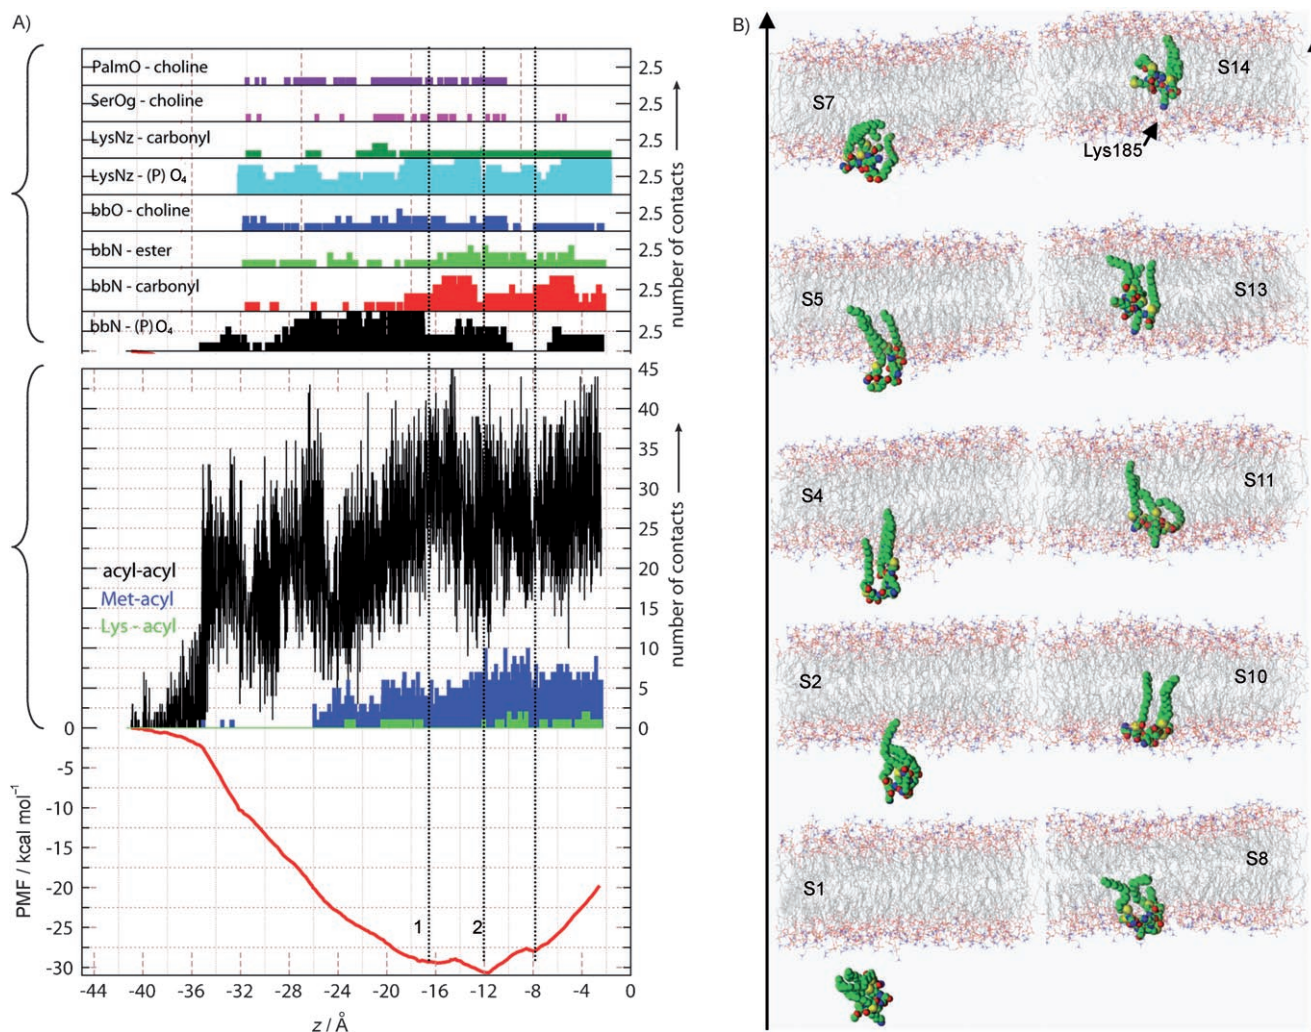 A)
PalmO - choline 2.5
SerOg - choline 2.5
LysNz - carbonyl 2.5
LysNz - (P) O₄ 2.5
bbO - choline 2.5
bbN - ester 2.5
bbN - carbonyl 2.5
bbN - (P) O₄ 2.5
number of contacts
45
40
35
30
25
20
15
10
5
0
number of contacts
acyl-acyl
Met-acyl
Lys - acyl
0
-5
-10
-15
-20
-25
-30
PMF / kcal mol⁻¹
1 2
-44 -40 -36 -32 -28 -24 -20 -16 -12 -8 -4 0
z / Å
B)
S7
S14
Lys185
S5
S13
S4
S11
S2
S10
S1
S8